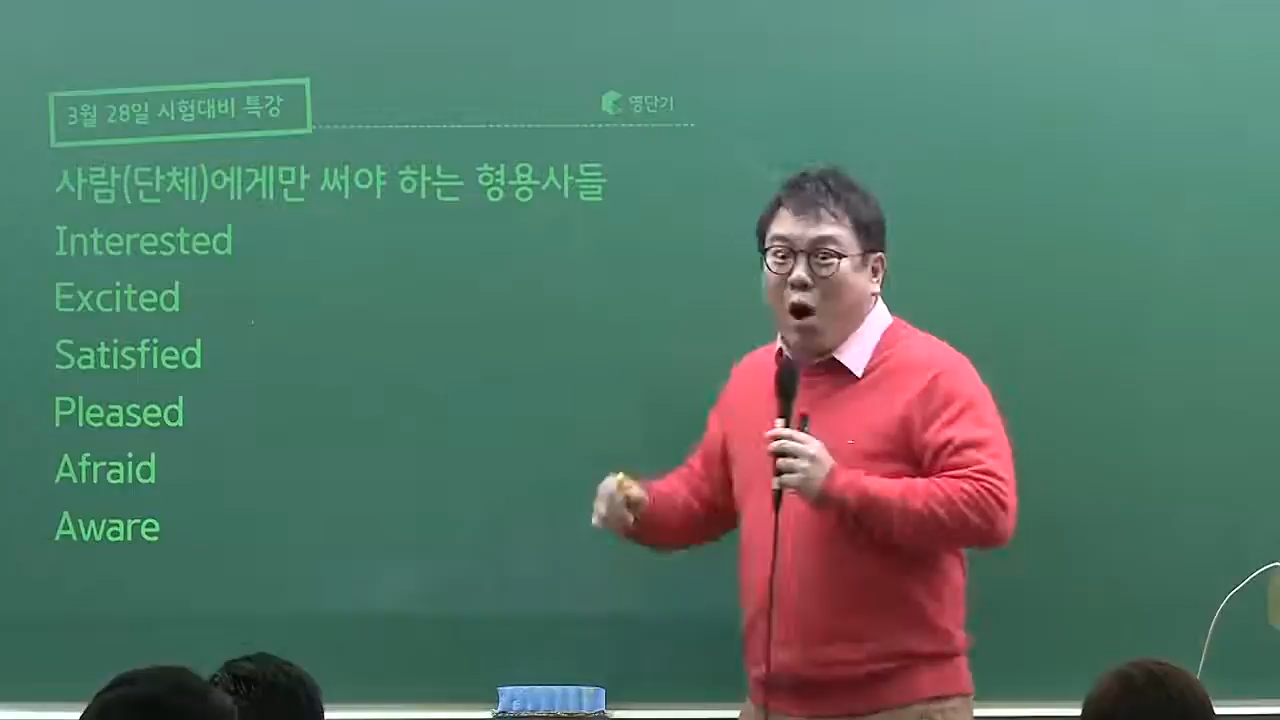 3월 28일 시험대비 특강
영단기
사람(단체)에게만 써야 하는 형용사들
Interested
Excited
Satisfied
Pleased
Afraid
Aware